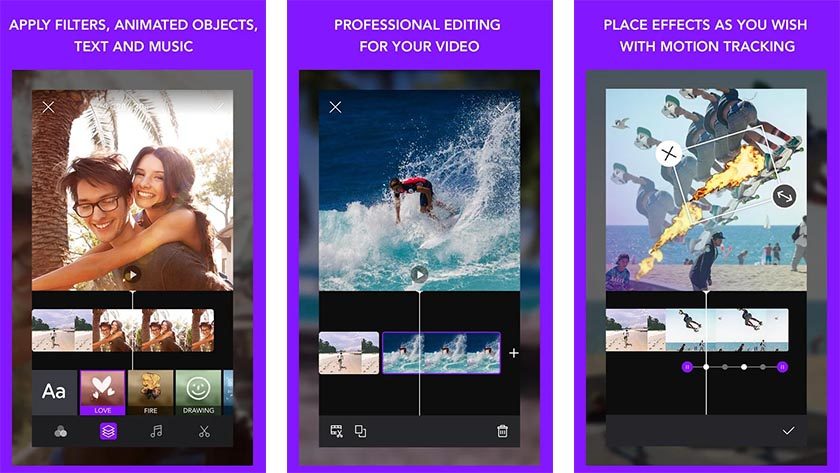 APPLY FILTERS, ANIMATED OBJECTS,
TEXT AND MUSIC
Aa
LOVE
FIRE
DRAWING
PROFESSIONAL EDITING
FOR YOUR VIDEO
PLACE EFFECTS AS YOU WISH
WITH MOTION TRACKING